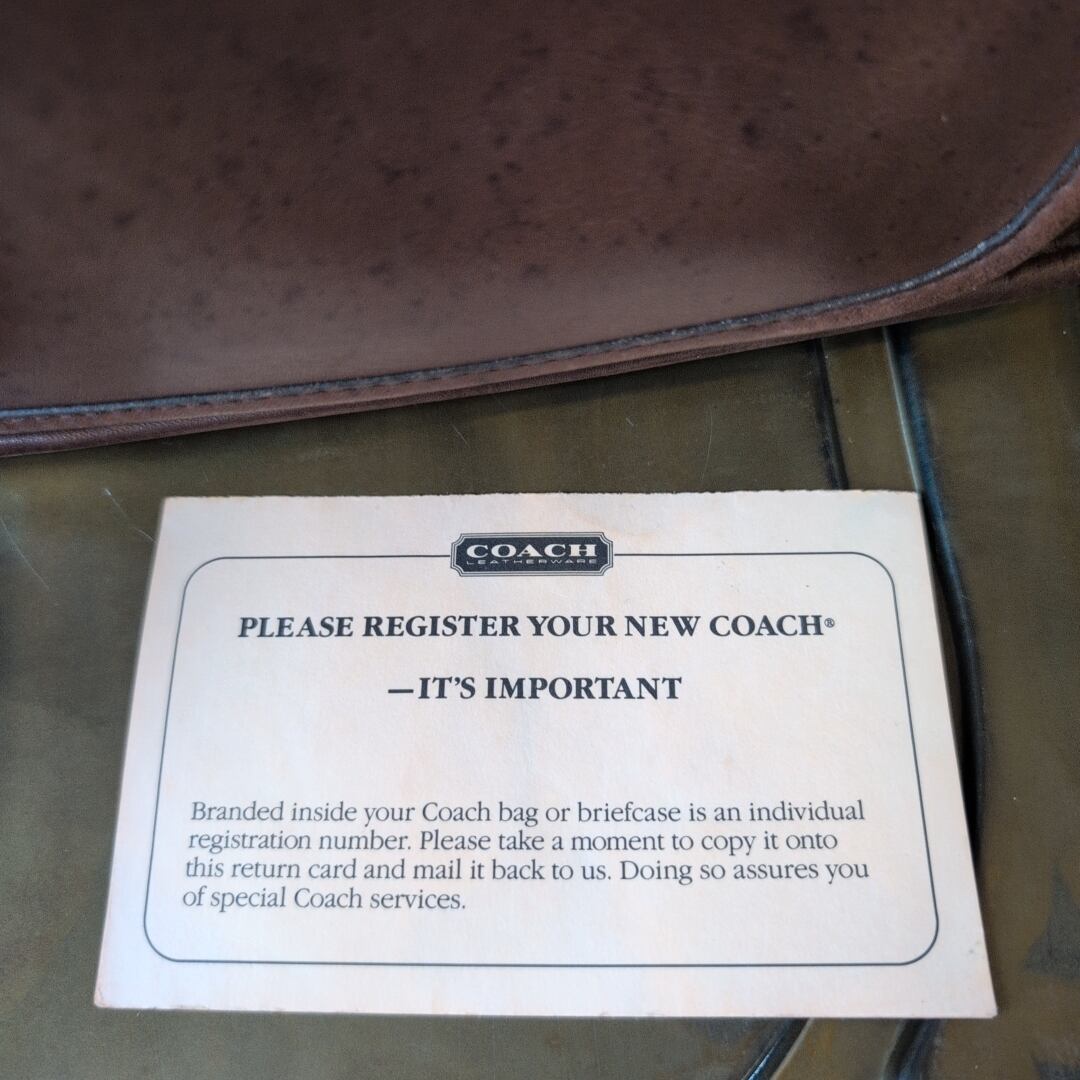 COACH
LEATHERWARE
PLEASE REGISTER YOUR NEW COACH®
—IT'S IMPORTANT
Branded inside your Coach bag or briefcase is an individual
registration number. Please take a moment to copy it onto
this return card and mail it back to us. Doing so assures you
of special Coach services.